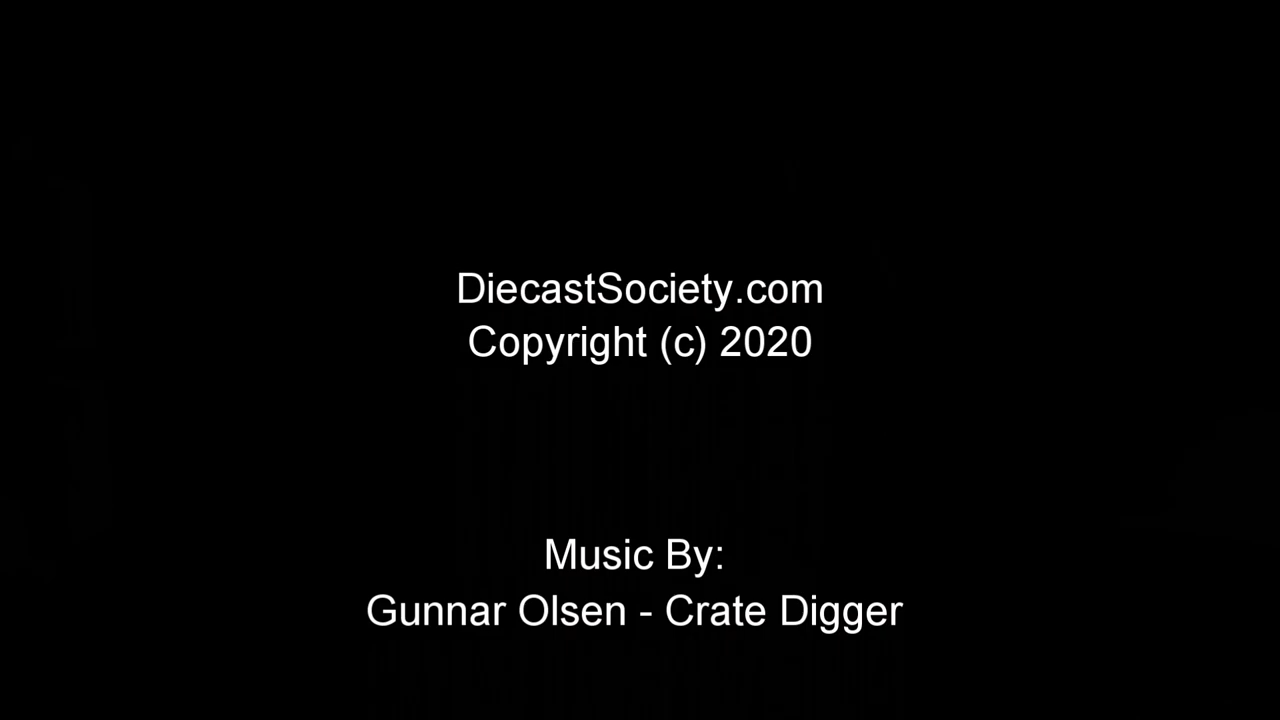 DiecastSociety.com
Copyright (c) 2020
Music By:
Gunnar Olsen - Crate Digger